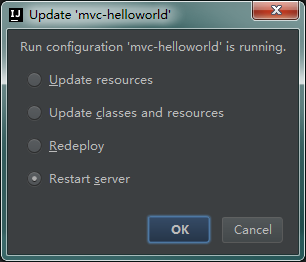 IJ
Update 'mvc-helloworld'
Run configuration 'mvc-helloworld' is running.
Update resources
Update classes and resources
Redeploy
Restart server
OK
Cancel